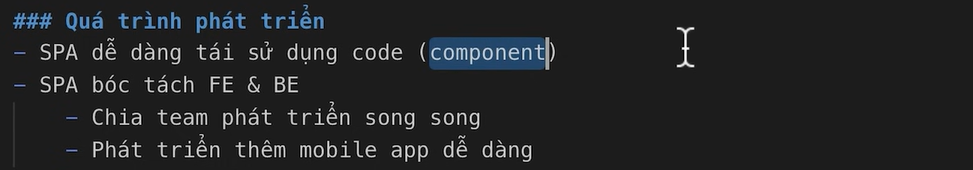 ### Quá trình phát triển
- SPA dễ dàng tái sử dụng code (component)
- SPA bóc tách FE & BE
- Chia team phát triển song song
- Phát triển thêm mobile app dễ dàng